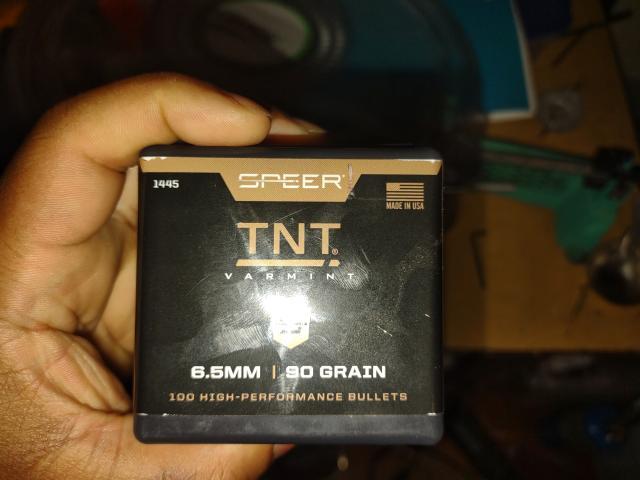 SPEER
1445
MADE IN USA
TNT®
VARMINT
6.5MM | 90 GRAIN
100 HIGH-PERFORMANCE BULLETS